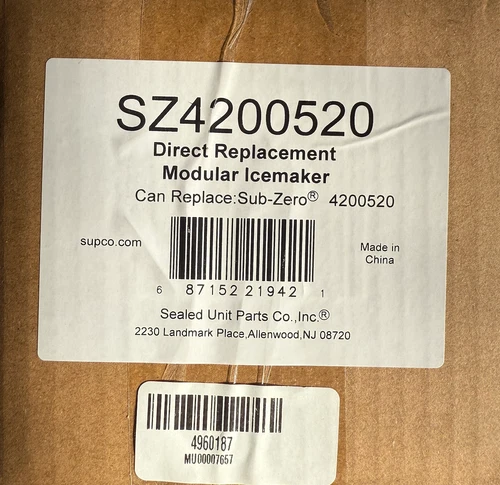 SZ4200520
Direct Replacement
Modular Icemaker
Can Replace:Sub-Zero® 4200520
supco.com
Made in
China
6 87152 21942 1
Sealed Unit Parts Co.,Inc.®
2230 Landmark Place,Allenwood,NJ 08720
4960187
MU00007657